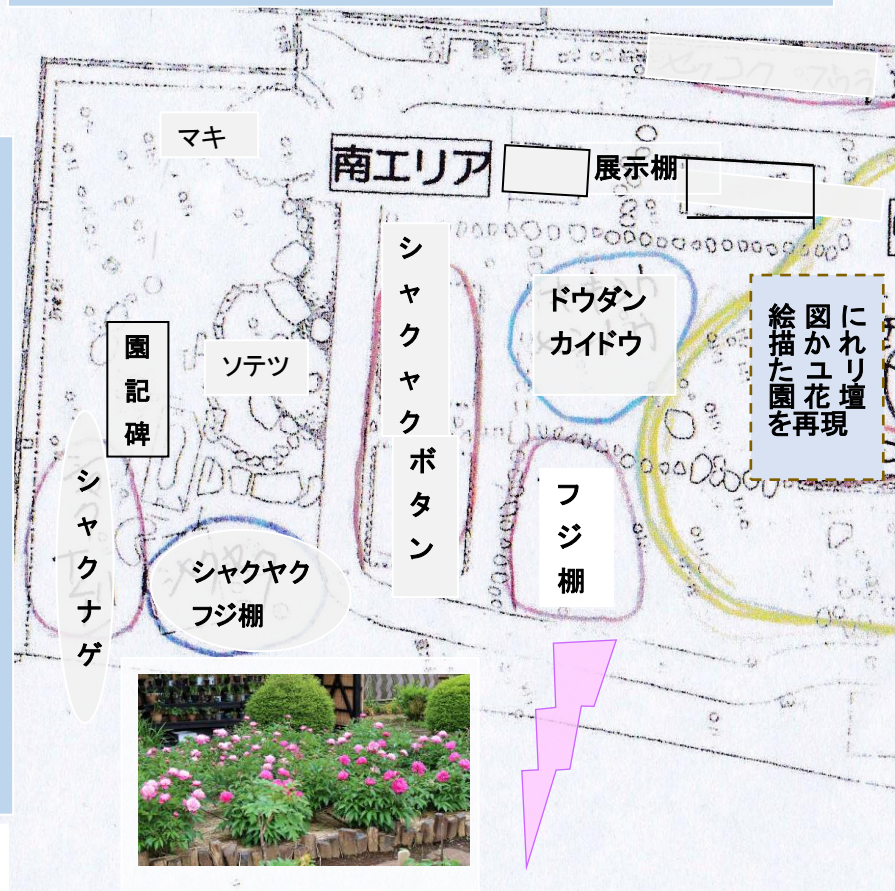 マキ
南エリア
展示棚
シャクヤク
ボタン
ドウダン
カイドウ
絵図に
描かれ
たユリ
園花壇
を再現
園記碑
ソテツ
フジ棚
シャクナゲ
シャクヤク
フジ棚